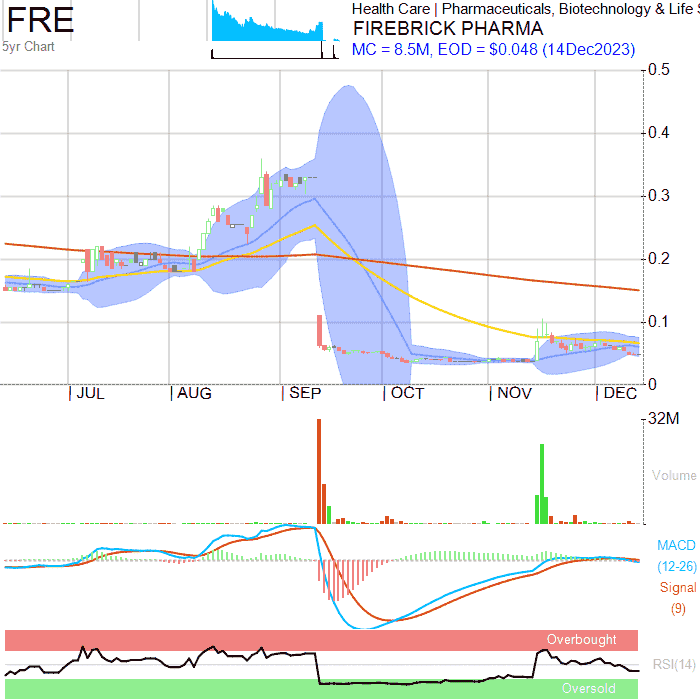 FRE
Health Care | Pharmaceuticals, Biotechnology & Life S
5yr Chart
FIREBRICK PHARMA
MC = 8.5M, EOD = $0.048 (14Dec2023)
0.5
0.4
0.3
0.2
0.1
0
JUL AUG SEP OCT NOV DEC
32M
Volume
MACD
(12-26)
Signal
(9)
Overbought
RSI(14)
Oversold